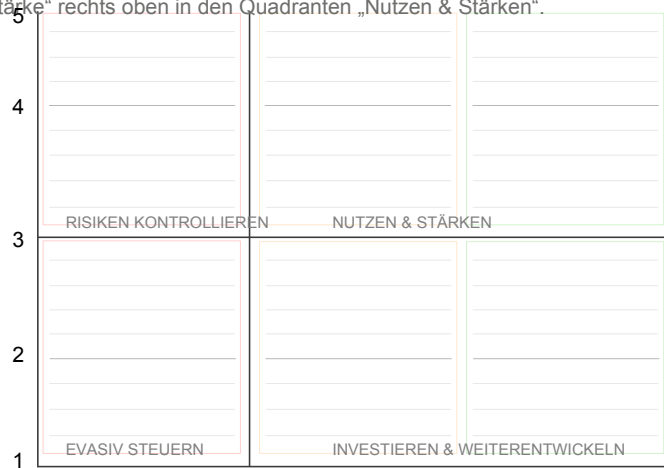 tärke“ rechts oben in den Quadranten „Nutzen & Stärken“.
5
4
RISIKEN KONTROLLIEREN NUTZEN & STÄRKEN
3
2
EVASIV STEUERN INVESTIEREN & WEITERENTWICKELN
1